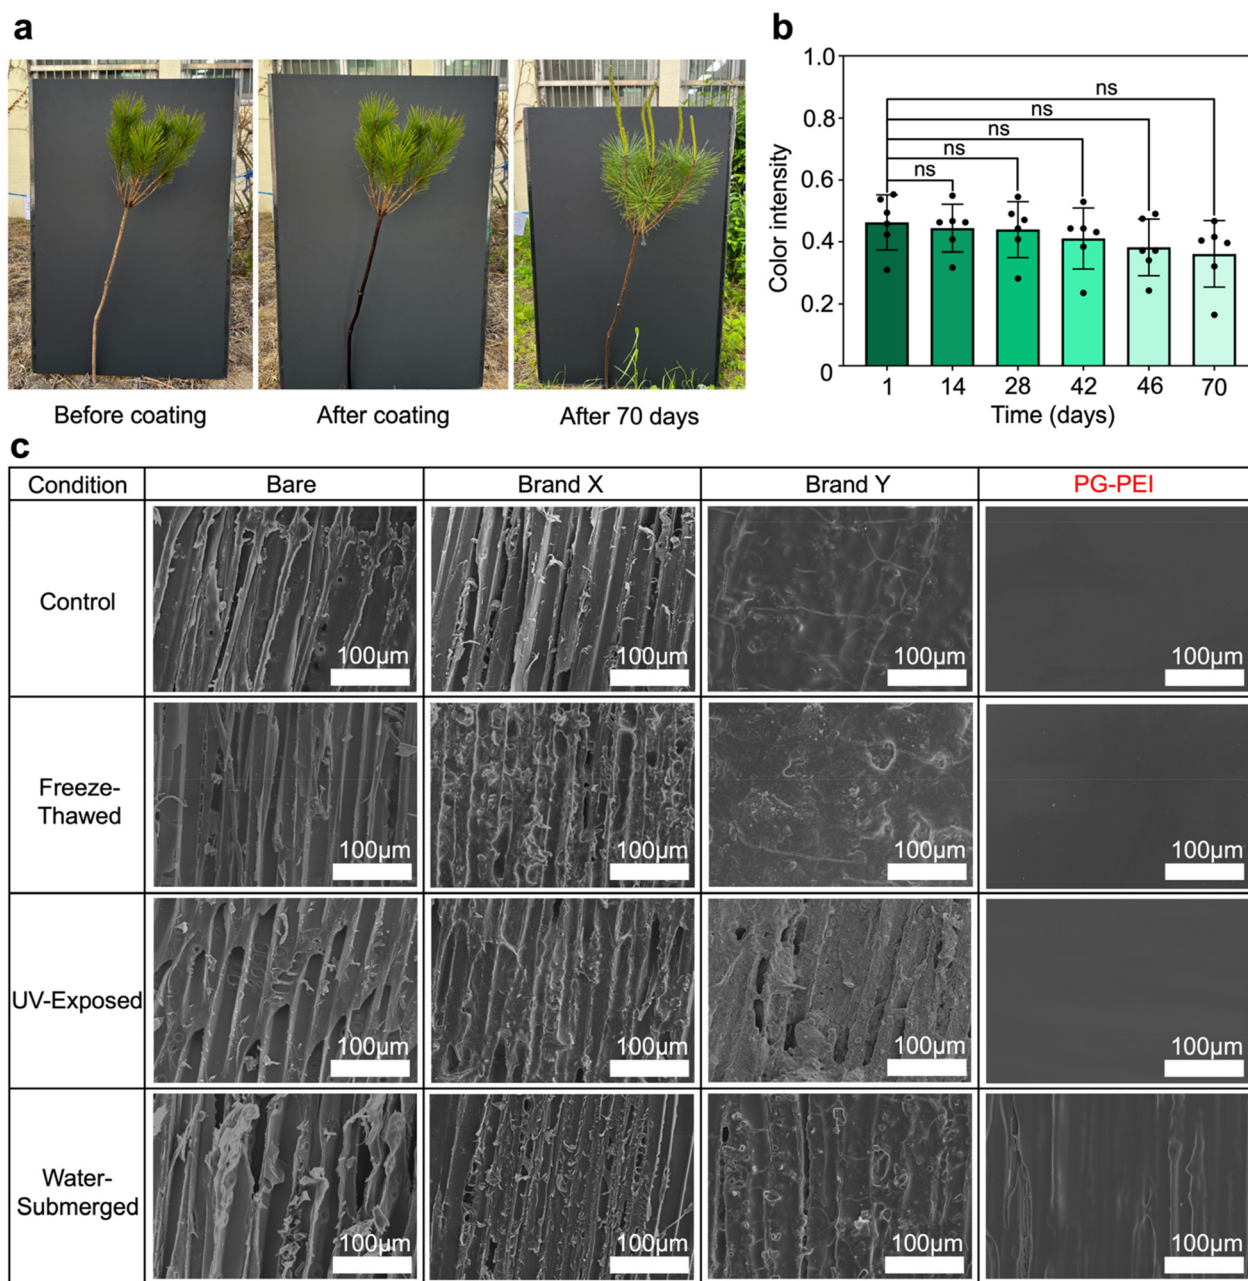 a
Before coating
After coating
After 70 days
b
1.0
0.8
0.6
0.4
0.2
0
Color intensity
ns
ns
ns
ns
ns
1 14 28 42 46 70
Time (days)
c
Condition Bare Brand X Brand Y PG-PEI
Control
100µm 100µm 100µm 100µm
Freeze-
Thawed
100µm 100µm 100µm 100µm
UV-Exposed
100µm 100µm 100µm 100µm
Water-
Submerged
100µm 100µm 100µm 100µm